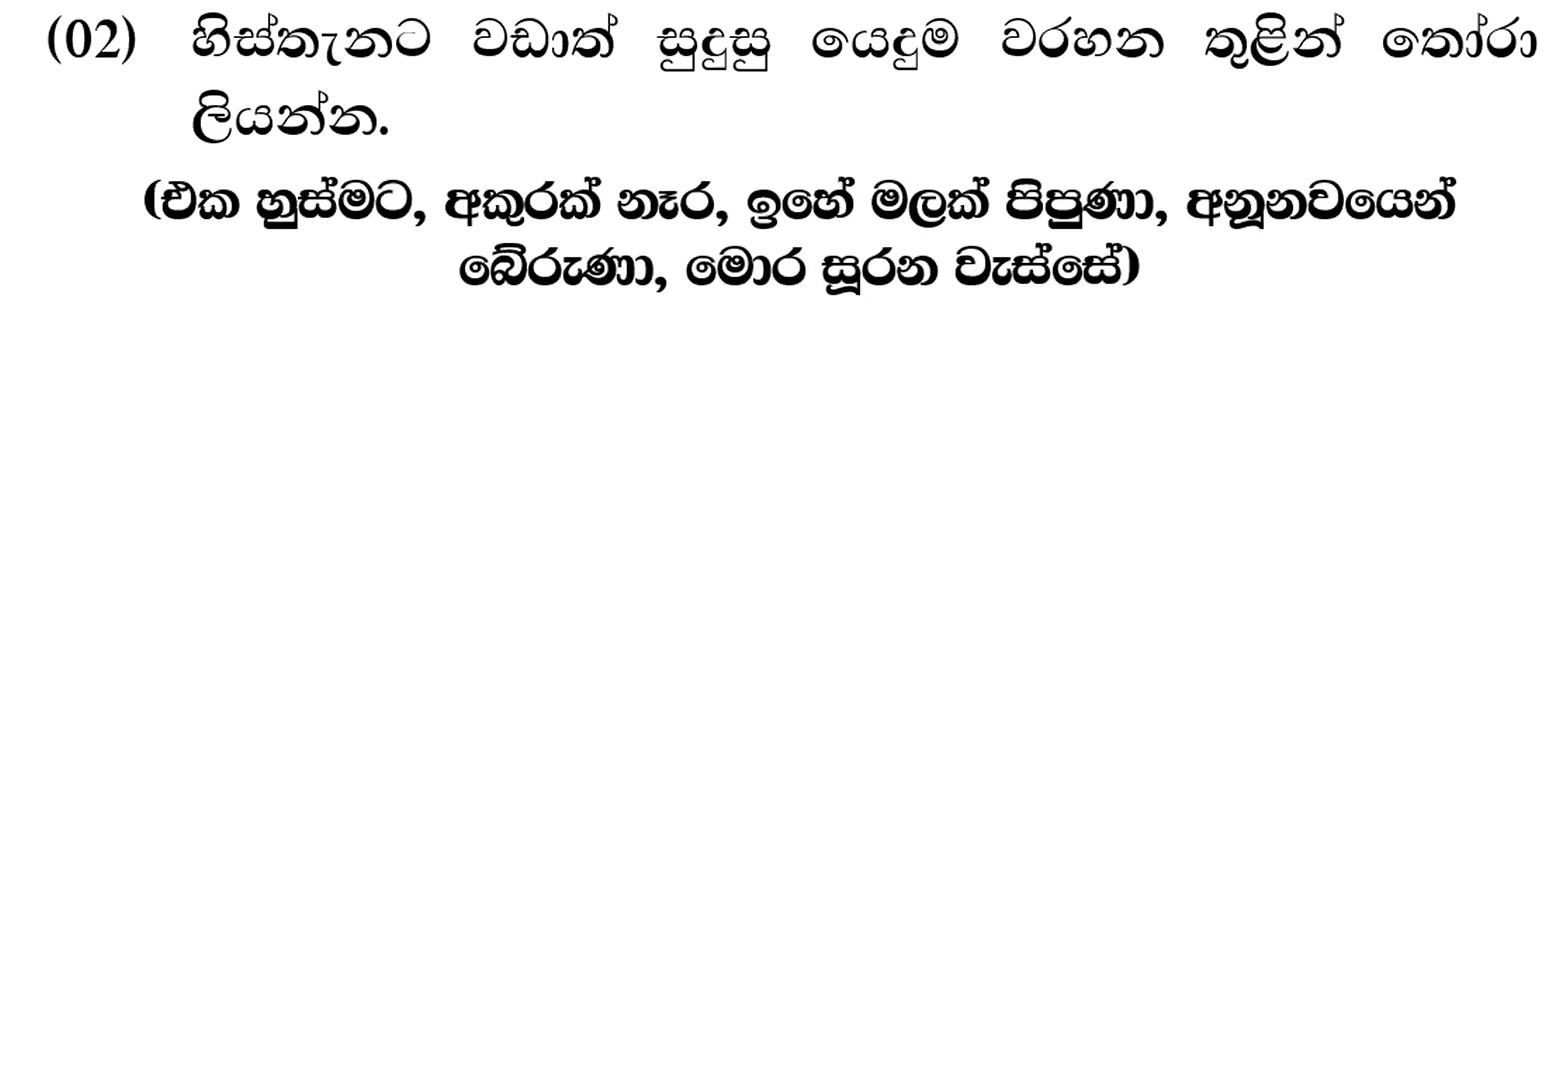 (02) හිස්තැනට වඩාත් සුදුසු යෙදුම වරහන තුළින් තෝරා
ලියන්න.
(එක හුස්මට, අකුරක් නෑර, ඉහේ මලක් පිපුණා, අනූනවයෙන්
බේරුණා, මොර සූරන වැස්සේ)